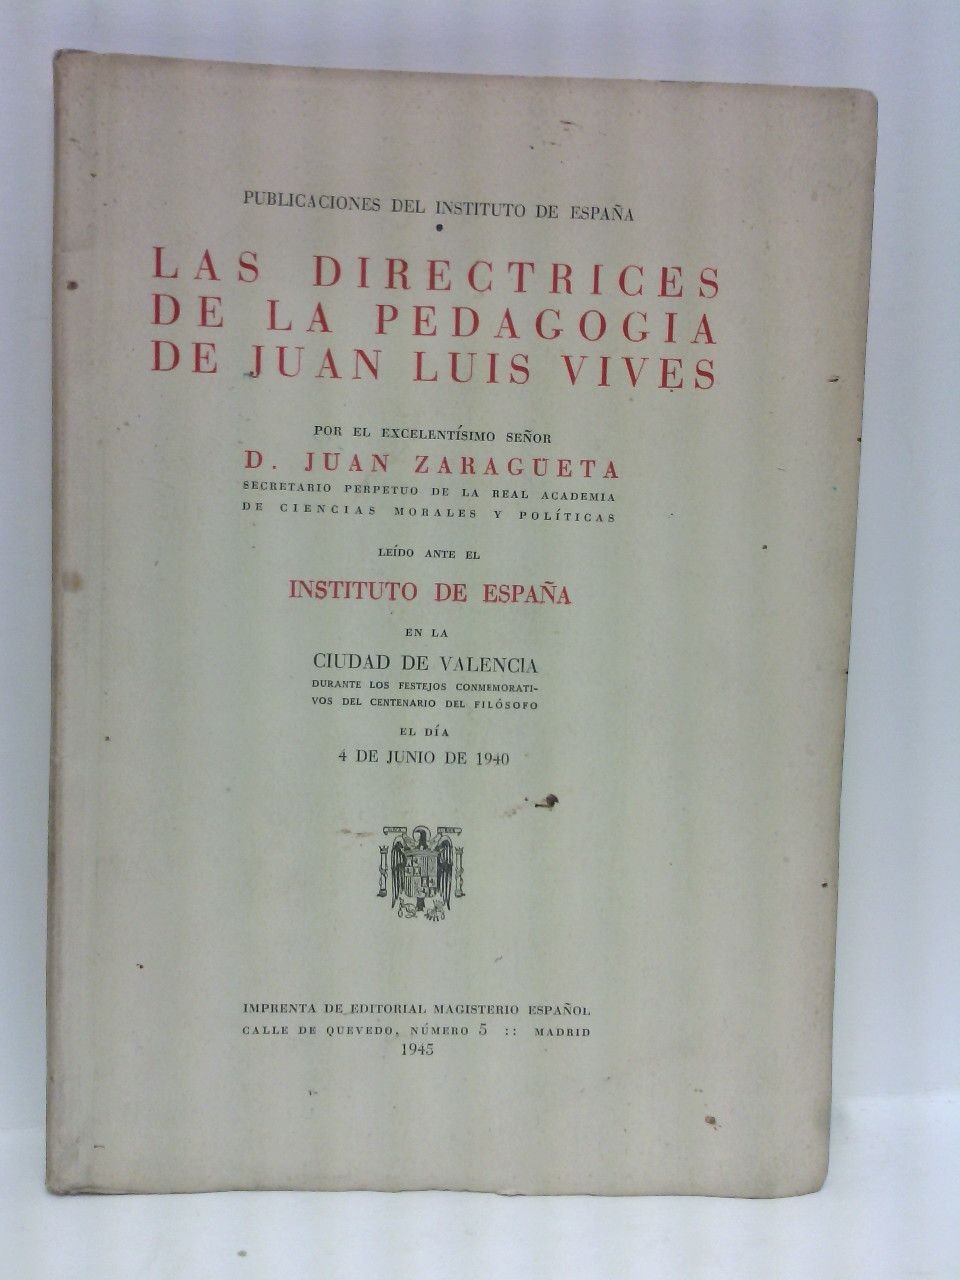 PUBLICACIONES DEL INSTITUTO DE ESPAÑA
LAS DIRECTRICES
DE LA PEDAGOGIA
DE JUAN LUIS VIVES
POR EL EXCELENTÍSIMO SEÑOR
D. JUAN ZARAGÜETA
SECRETARIO PERPETUO DE LA REAL ACADEMIA
DE CIENCIAS MORALES Y POLÍTICAS
LEÍDO ANTE EL
INSTITUTO DE ESPAÑA
EN LA
CIUDAD DE VALENCIA
DURANTE LOS FESTEJOS CONMEMORATI-
VOS DEL CENTENARIO DEL FILÓSOFO
EL DÍA
4 DE JUNIO DE 1940
IMPRENTA DE EDITORIAL MAGISTERIO ESPAÑOL
CALLE DE QUEVEDO, NÚMERO 5 :: MADRID
1945